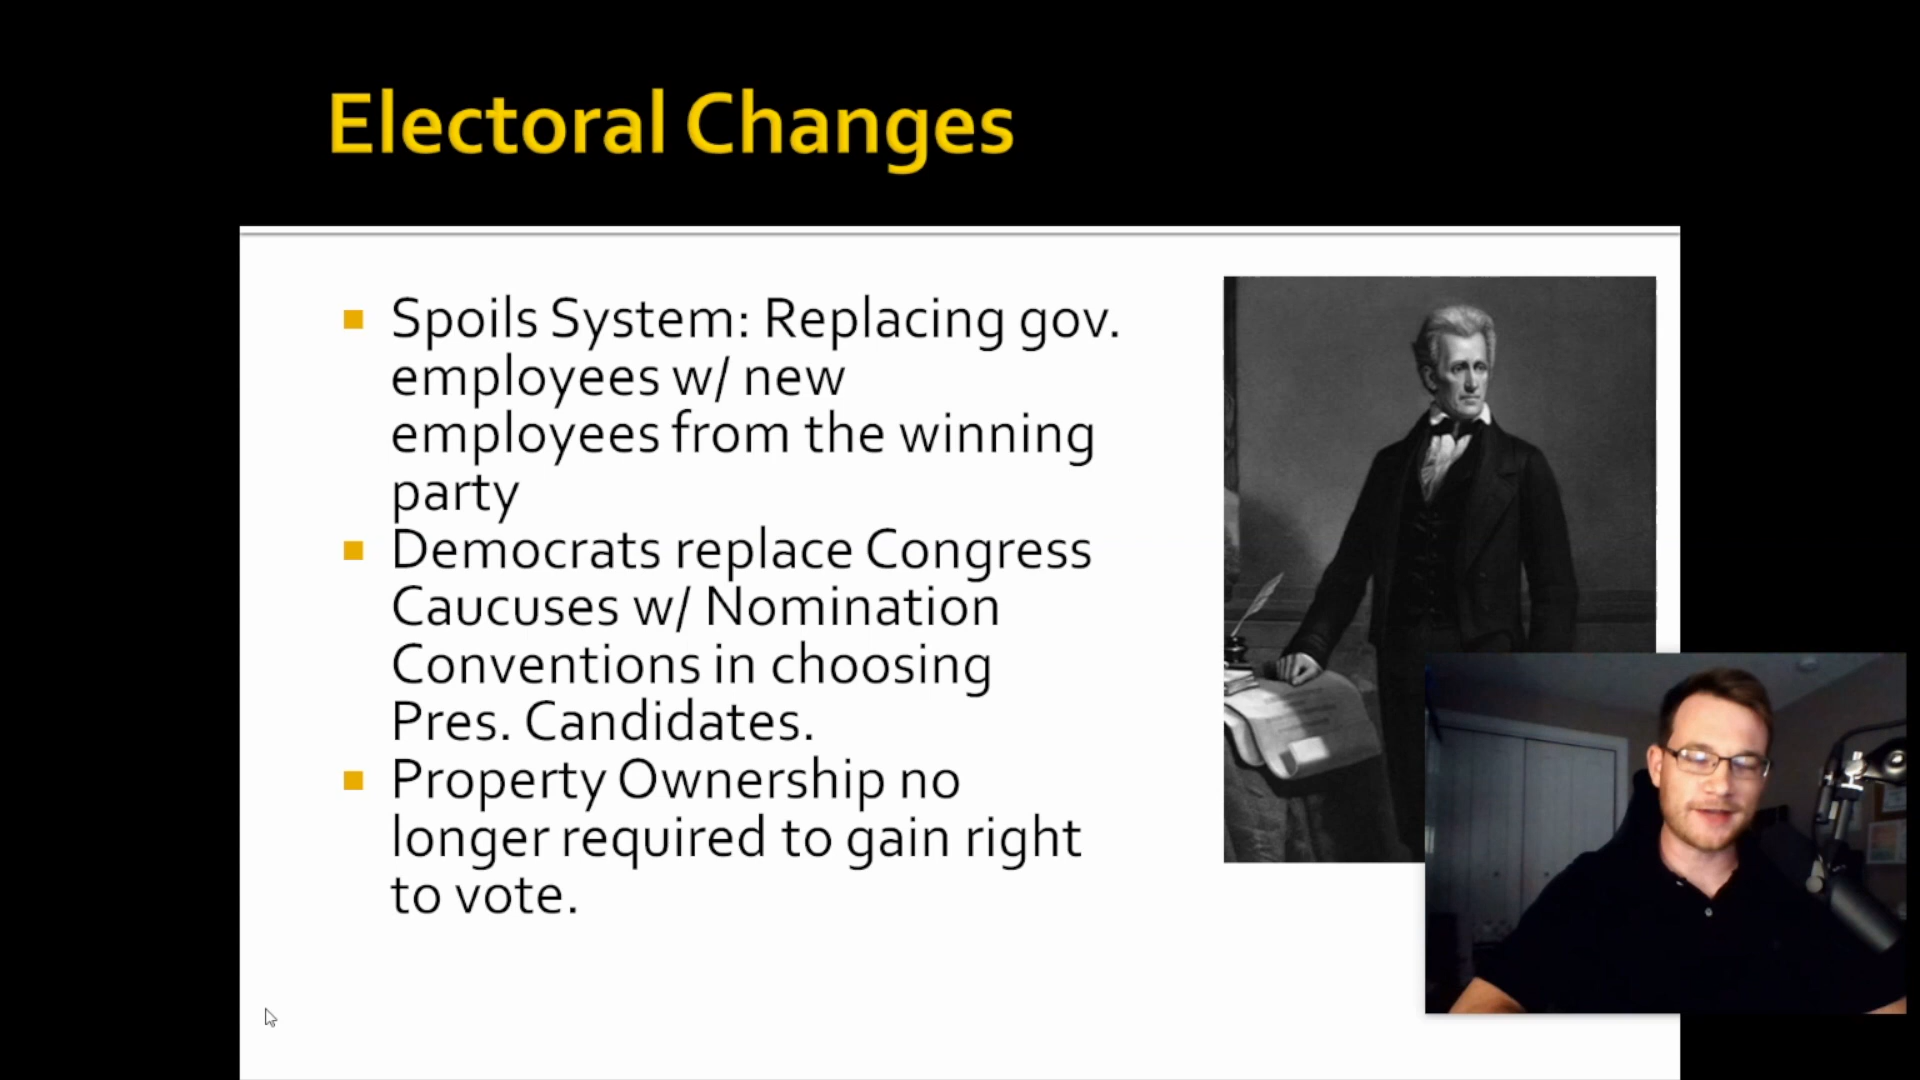 Electoral Changes
Spoils System: Replacing gov.
employees w/ new
employees from the winning
party
Democrats replace Congress
Caucuses w/ Nomination
Conventions in choosing
Pres. Candidates.
Property Ownership no
longer required to gain right
to vote.